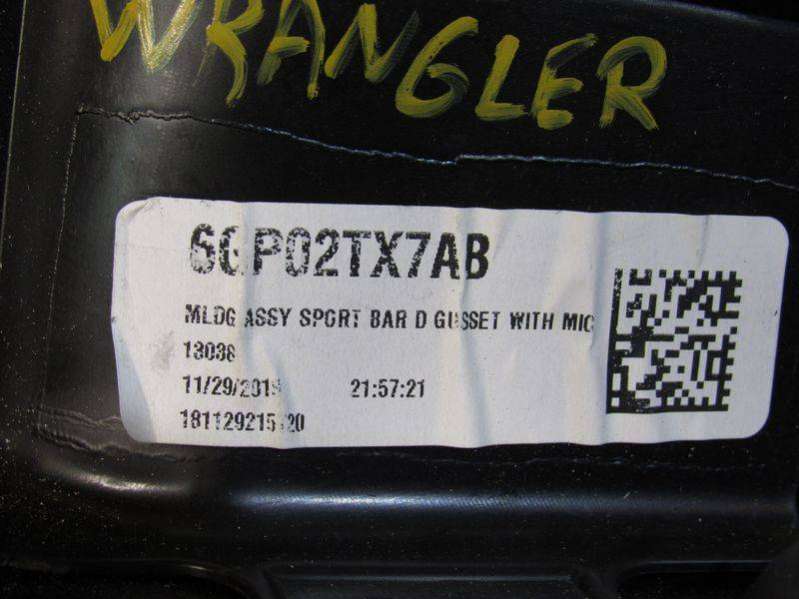 WRANGLER
6GP02TX7AB
MLDG ASSY SPORT BAR D GUSSET WITH MIC
13038
11/29/2018 21:57:21